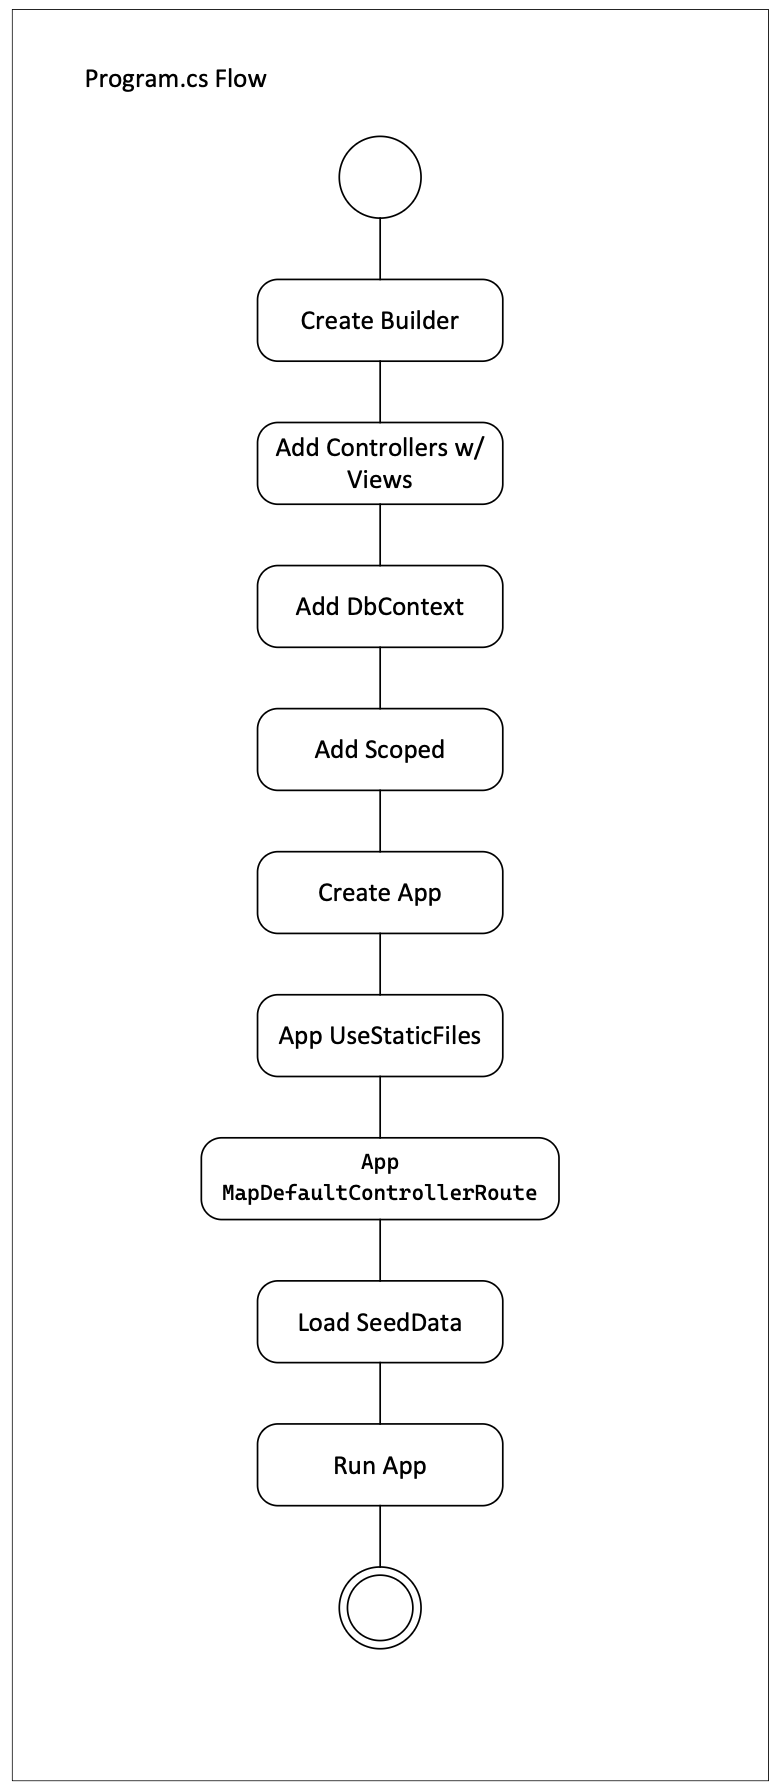 Program.cs Flow
Create Builder
Add Controllers w/
Views
Add DbContext
Add Scoped
Create App
App UseStaticFiles
App
MapDefaultControllerRoute
Load SeedData
Run App